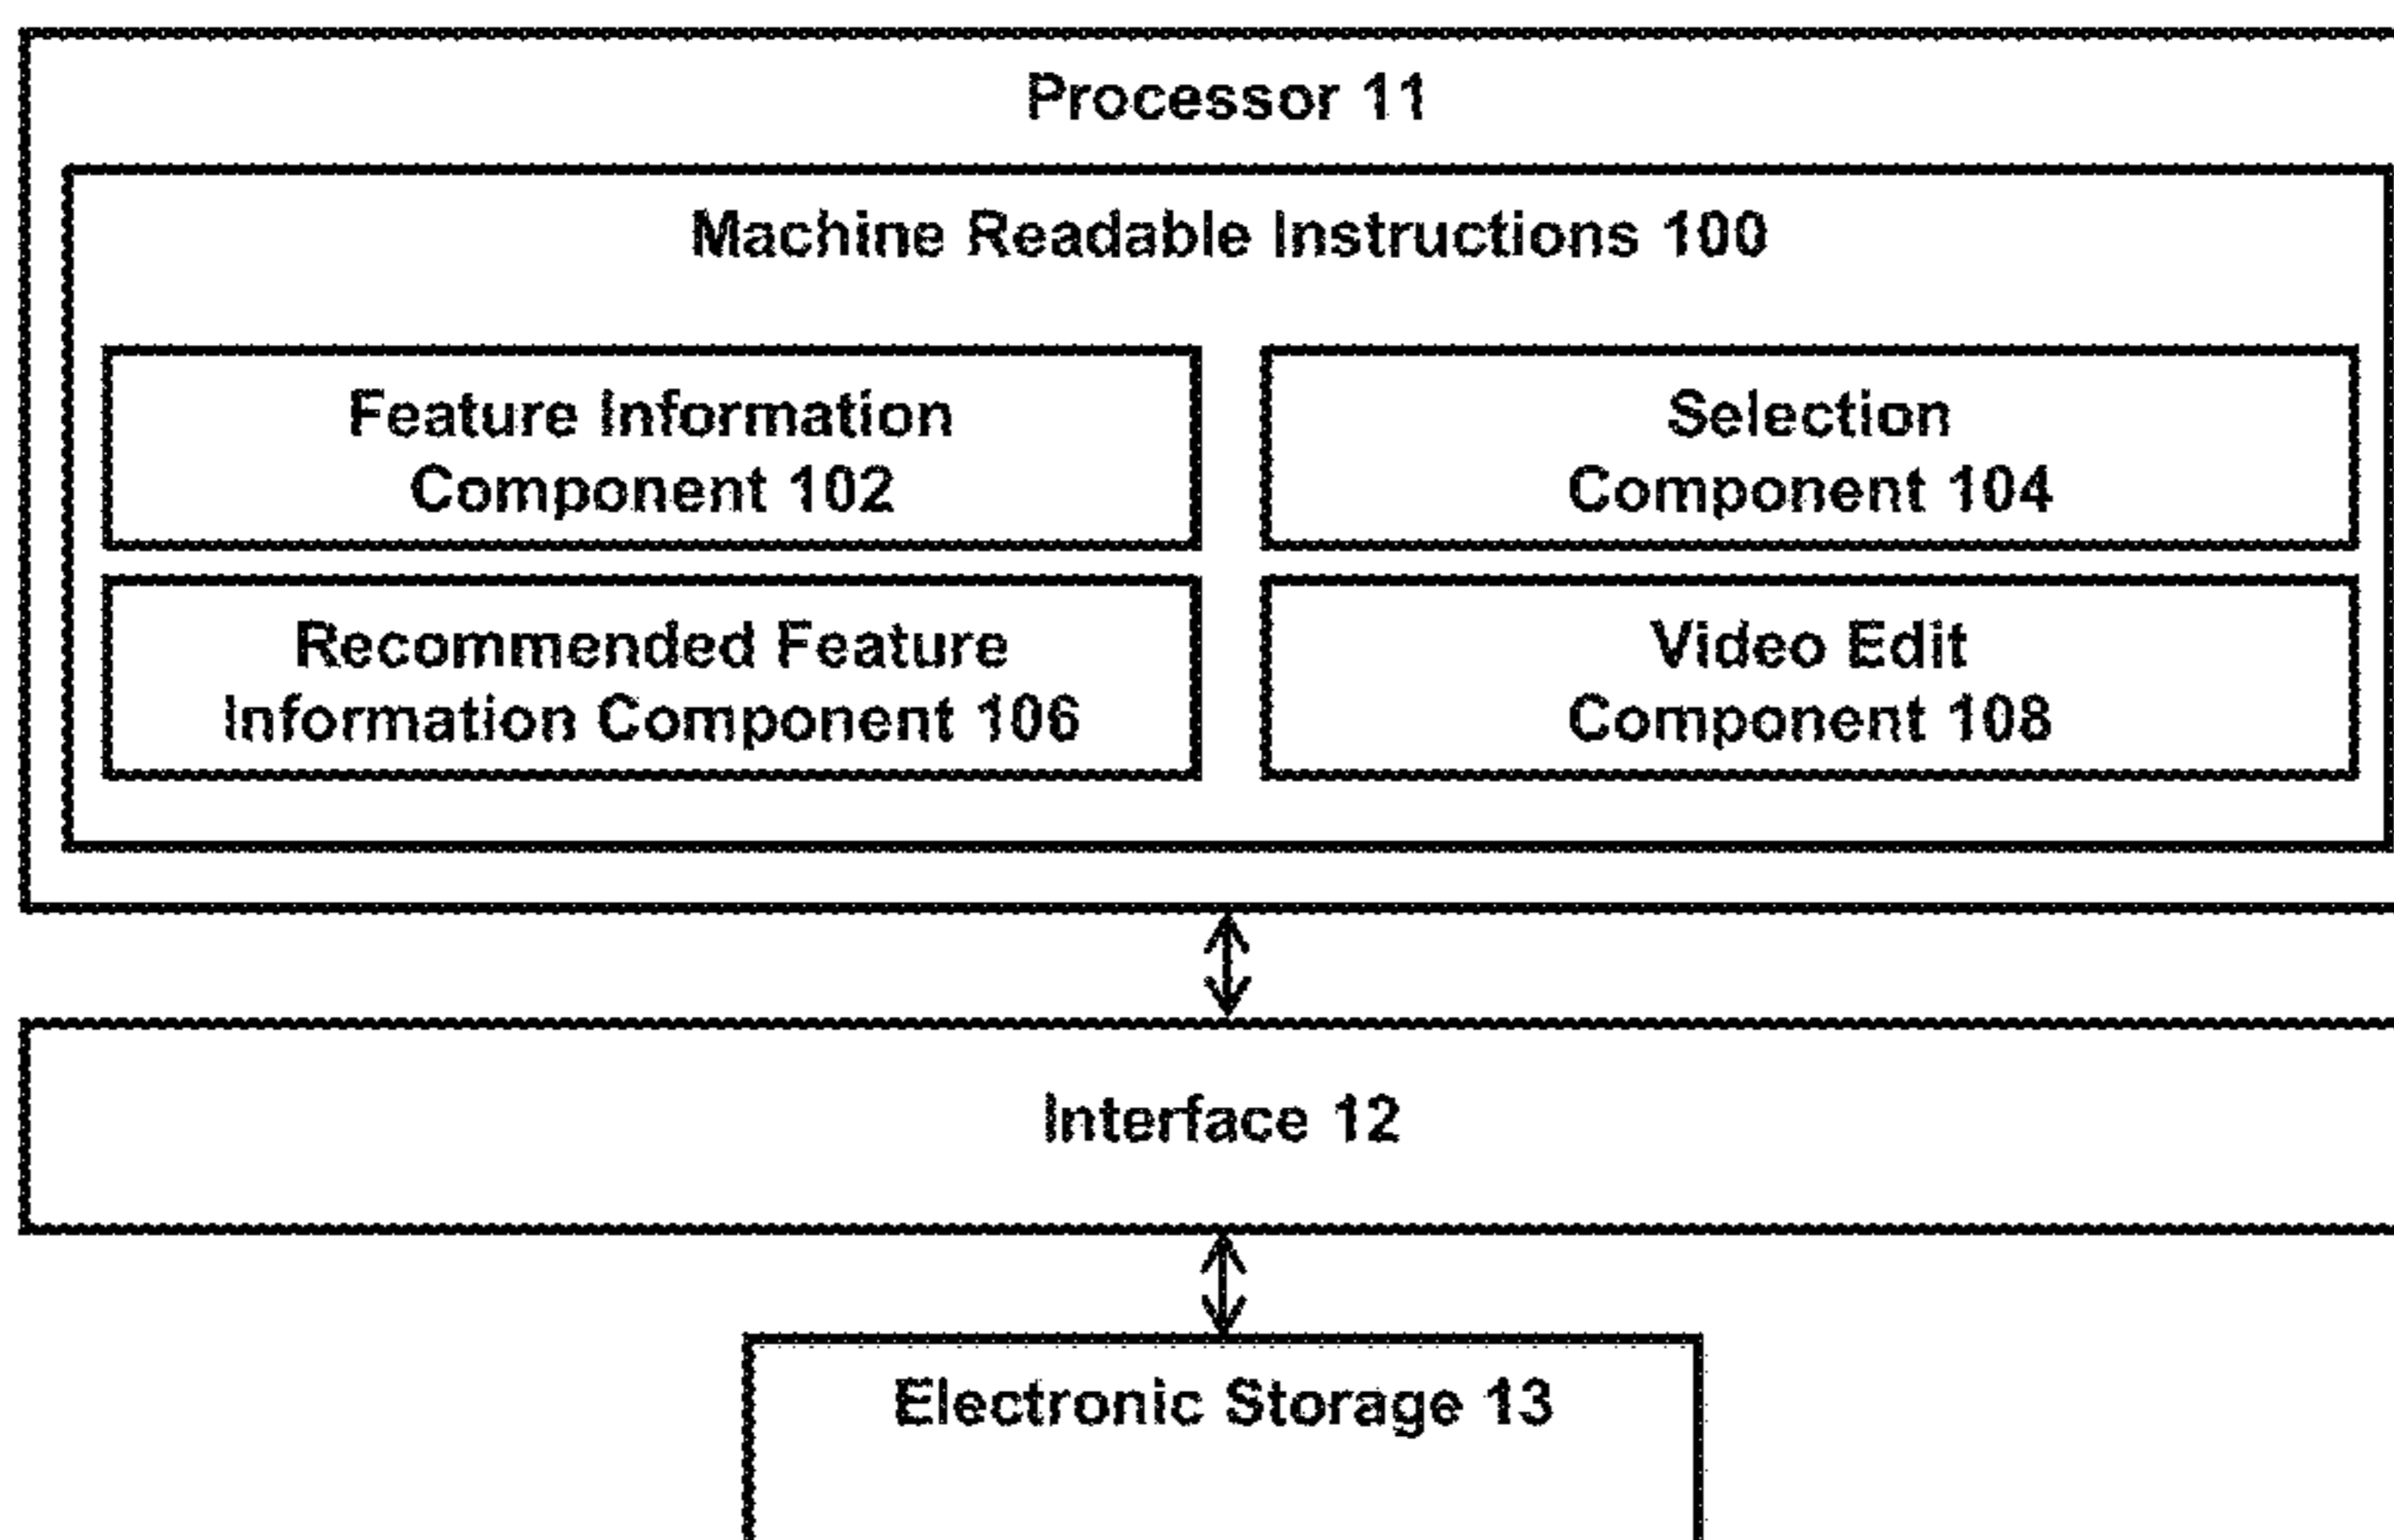 Processor 11
Machine Readable Instructions 100
Feature Information
Component 102
Selection
Component 104
Recommended Feature
Information Component 106
Video Edit
Component 108
Interface 12
Electronic Storage 13